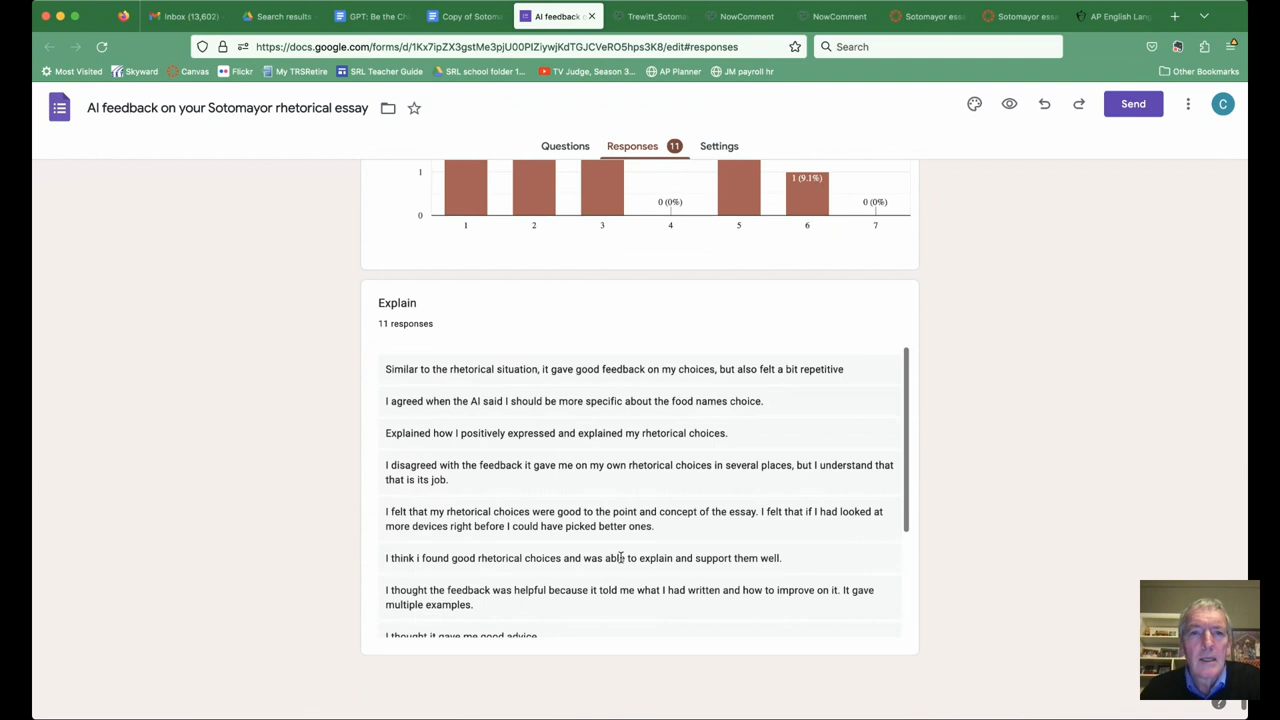 Inbox (13,602)
Search results
GPT: Be the Ch
Copy of Sotom
AI feedback o
Trewitt_Sotoma
NowComment
NowComment
Sotomayor ess
Sotomayor ess
AP English Lang
https://docs.google.com/forms/d/1Kx7ipZX3gstMe3pjU00PIZiywjKdTGJCVeRO5hps3K8/edit#responses
Search
Most Visited
Skyward
Canvas
Flickr
My TRSRetire
SRL Teacher Guide
SRL school folder 1...
TV Judge, Season 3...
AP Planner
JM payroll hr
Other Bookmarks
AI feedback on your Sotomayor rhetorical essay
Send
C
Questions
Responses 11
Settings
1
1 (9.1%)
0 (0%)
0 (0%)
0
1 2 3 4 5 6 7
Explain
11 responses
Similar to the rhetorical situation, it gave good feedback on my choices, but also felt a bit repetitive
I agreed when the AI said I should be more specific about the food names choice.
Explained how I positively expressed and explained my rhetorical choices.
I disagreed with the feedback it gave me on my own rhetorical choices in several places, but I understand that
that is its job.
I felt that my rhetorical choices were good to the point and concept of the essay. I felt that if I had looked at
more devices right before I could have picked better ones.
I think i found good rhetorical choices and was able to explain and support them well.
I thought the feedback was helpful because it told me what I had written and how to improve on it. It gave
multiple examples.
I thought it gave me good advice.